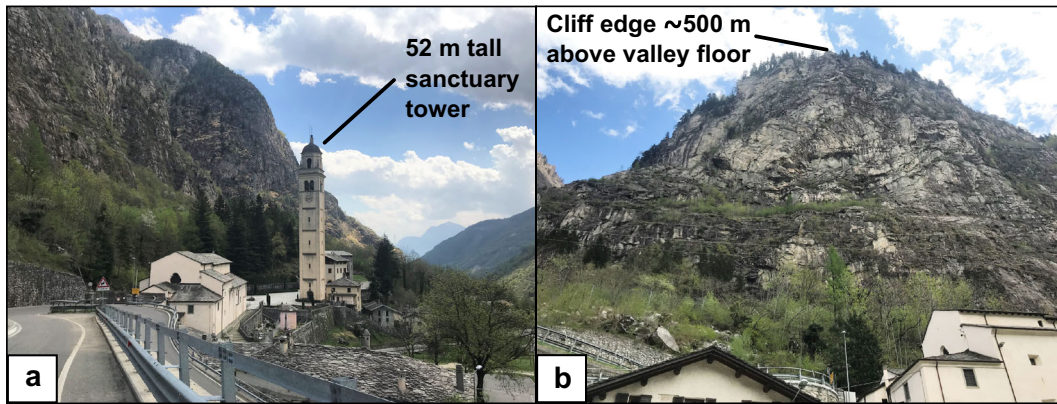 52 m tall
sanctuary
tower
a
Cliff edge ~500 m
above valley floor
b